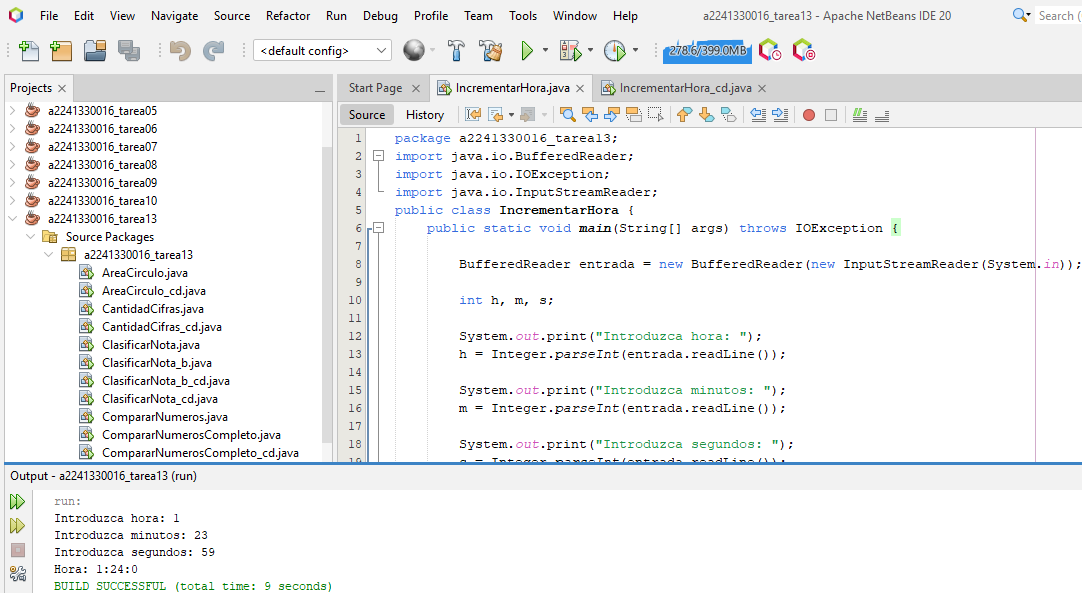 File Edit View Navigate Source Refactor Run Debug Profile Team Tools Window Help a2241330016_tarea13 - Apache NetBeans IDE 20 Search (
<default config> 278.6/399.0MB
Projects
a2241330016_tarea05
a2241330016_tarea06
a2241330016_tarea07
a2241330016_tarea08
a2241330016_tarea09
a2241330016_tarea10
a2241330016_tarea13
Source Packages
a2241330016_tarea13
AreaCirculo.java
AreaCirculo_cd.java
CantidadCifras.java
CantidadCifras_cd.java
ClasificarNota.java
ClasificarNota_b.java
ClasificarNota_b_cd.java
ClasificarNota_cd.java
CompararNumeros.java
CompararNumerosCompleto.java
CompararNumerosCompleto_cd.java
Start Page IncrementarHora.java IncrementarHora_cd.java
Source History
1 package a2241330016_tarea13;
2 import java.io.BufferedReader;
3 import java.io.IOException;
4 import java.io.InputStreamReader;
5 public class IncrementarHora {
6 public static void main(String[] args) throws IOException {
7
8 BufferedReader entrada = new BufferedReader(new InputStreamReader(System.in));
9
10 int h, m, s;
11
12 System.out.print("Introduzca hora: ");
13 h = Integer.parseInt(entrada.readLine());
14
15 System.out.print("Introduzca minutos: ");
16 m = Integer.parseInt(entrada.readLine());
17
18 System.out.print("Introduzca segundos: ");
19 s = Integer.parseInt(entrada.readLine());
Output - a2241330016_tarea13 (run)
run:
Introduzca hora: 1
Introduzca minutos: 23
Introduzca segundos: 59
Hora: 1:24:0
BUILD SUCCESSFUL (total time: 9 seconds)